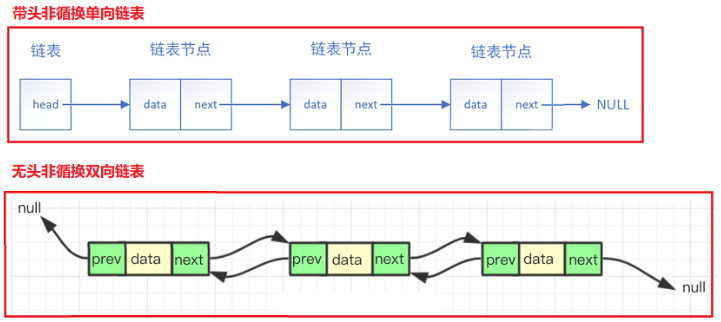 带头非循换单向链表
链表 链表节点 链表节点 链表节点
head data next data next data next NULL
无头非循换双向链表
null
prev data next prev data next prev data next
null